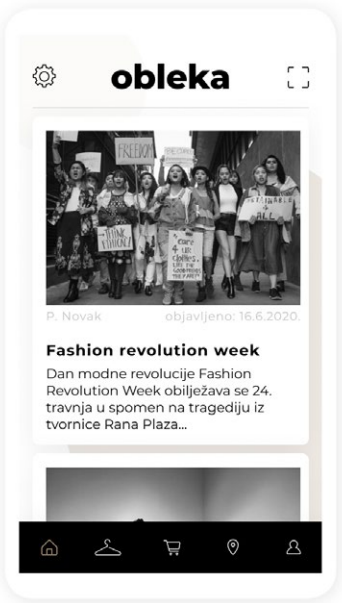 obleka
FREEDOM
P. Novak objavljeno: 16.6.2020.
Fashion revolution week
Dan modne revolucije Fashion
Revolution Week obilježava se 24.
travnja u spomen na tragediju iz
tvornice Rana Plaza...